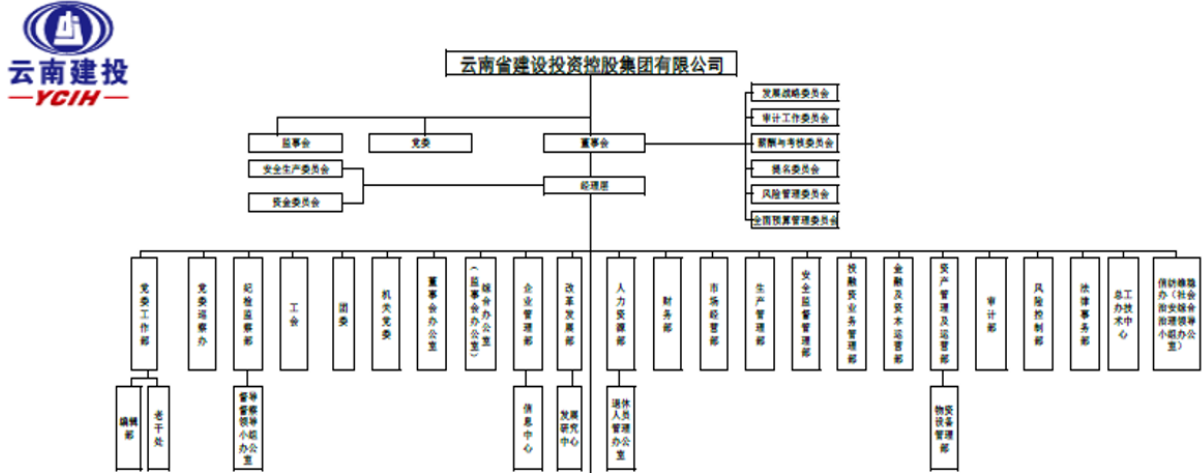 云南建投
YCIH
云南省建设投资控股集团有限公司
发展战略委员会
审计工作委员会
薪酬与考核委员会
提名委员会
风险管理委员会
全面预算管理委员会
监事会
党委
董事会
安全生产委员会
资金委员会
经理层
党委工作部
党委巡察办
纪检监察部
工会
团委
机关党委
董事会办公室
综合办公室
(监事会办公室)
企业管理部
改革发展部
人力资源部
财务部
市场经营部
生产管理部
安全监督管理部
投融资业务管理部
金融及资本运营部
资产管理及运营部
审计部
风险控制部
法律事务部
总工办技术中心
信访维稳办(社会治安综合治理领导小组办公室)
编辑部
老干处
督导督察领导小组办公室
信息中心
发展研究中心
退休人员管理办公室
物资设备管理部